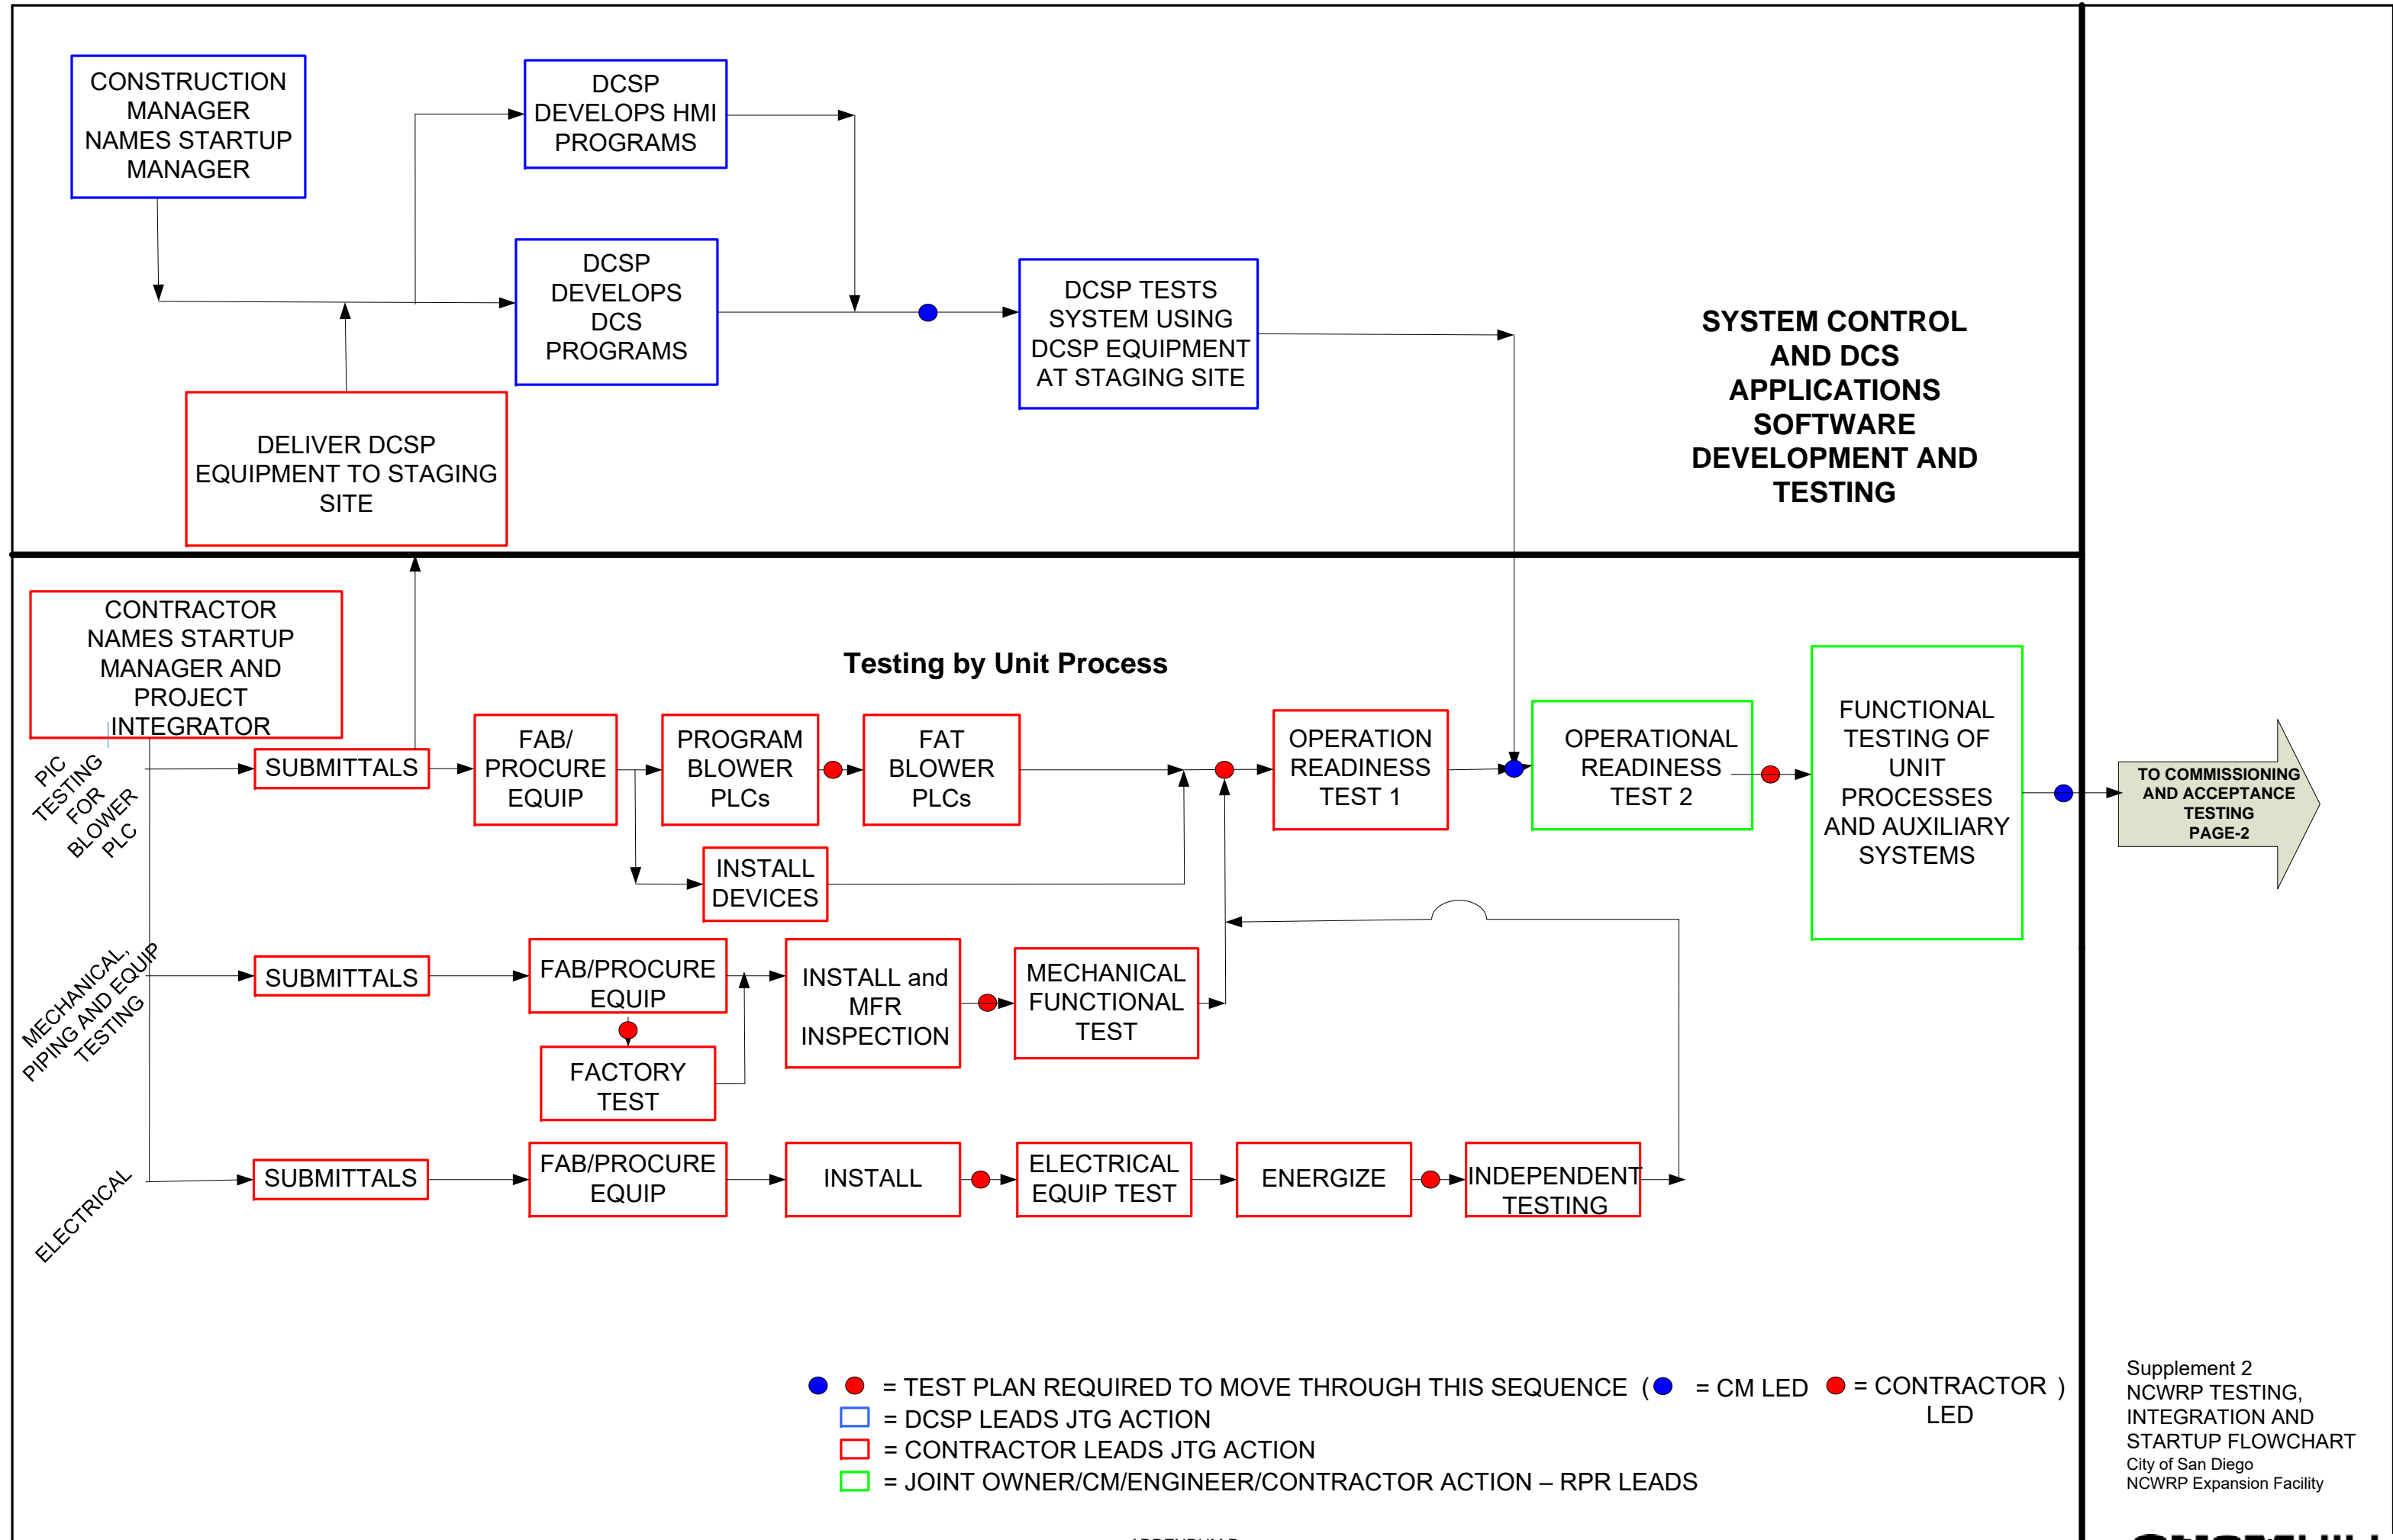 CONSTRUCTION
MANAGER
NAMES STARTUP
MANAGER
DCSP
DEVELOPS HMI
PROGRAMS
DCSP
DEVELOPS
DCS
PROGRAMS
DCSP TESTS
SYSTEM USING
DCSP EQUIPMENT
AT STAGING SITE
SYSTEM CONTROL
AND DCS
APPLICATIONS
SOFTWARE
DEVELOPMENT AND
TESTING
DELIVER DCSP
EQUIPMENT TO STAGING
SITE
CONTRACTOR
NAMES STARTUP
MANAGER AND
PROJECT
INTEGRATOR
Testing by Unit Process
PIC
TESTING
FOR
BLOWER
PLC
SUBMITTALS
FAB/
PROCURE
EQUIP
PROGRAM
BLOWER
PLCs
FAT
BLOWER
PLCs
INSTALL
DEVICES
OPERATION
READINESS
TEST 1
OPERATIONAL
READINESS
TEST 2
FUNCTIONAL
TESTING OF
UNIT
PROCESSES
AND AUXILIARY
SYSTEMS
TO COMMISSIONING
AND ACCEPTANCE
TESTING
PAGE-2
MECHANICAL,
PIPING AND EQUIP
TESTING
SUBMITTALS
FAB/PROCURE
EQUIP
FACTORY
TEST
INSTALL and
MFR
INSPECTION
MECHANICAL
FUNCTIONAL
TEST
ELECTRICAL
SUBMITTALS
FAB/PROCURE
EQUIP
INSTALL
ELECTRICAL
EQUIP TEST
ENERGIZE
INDEPENDENT
TESTING
= TEST PLAN REQUIRED TO MOVE THROUGH THIS SEQUENCE ( = CM LED = CONTRACTOR )
LED
= DCSP LEADS JTG ACTION
= CONTRACTOR LEADS JTG ACTION
= JOINT OWNER/CM/ENGINEER/CONTRACTOR ACTION – RPR LEADS
Supplement 2
NCWRP TESTING,
INTEGRATION AND
STARTUP FLOWCHART
City of San Diego
NCWRP Expansion Facility